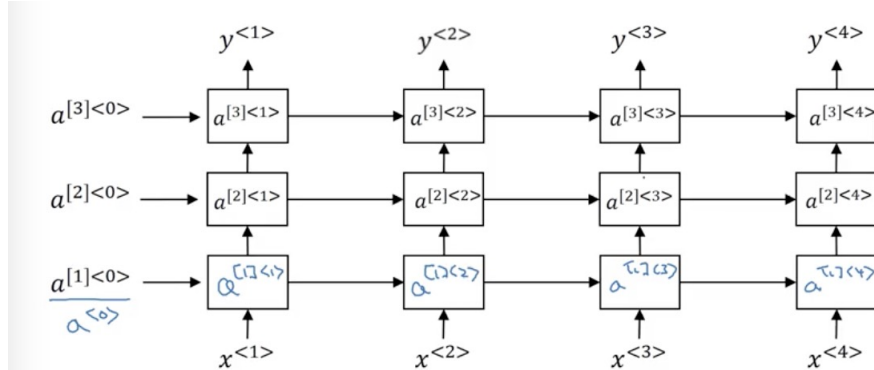 y<1> y<2> y<3> y<4>
a[3]<0> a[3]<1> a[3]<2> a[3]<3> a[3]<4>
a[2]<0> a[2]<1> a[2]<2> a[2]<3> a[2]<4>
a[1]<0> a[1]<1> a[1]<2> a[1]<3> a[1]<4>
a<0>
x<1> x<2> x<3> x<4>